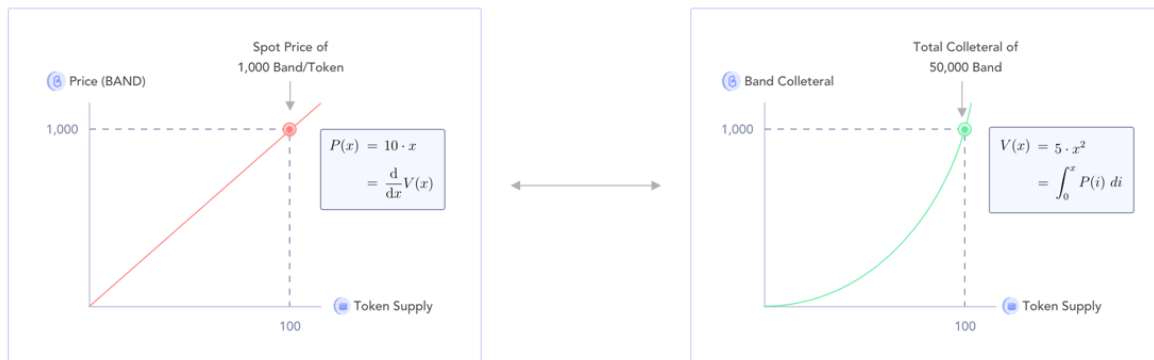 Spot Price of
1,000 Band/Token
Price (BAND)
1,000
P(x) = 10 · x
= d/dx V(x)
Token Supply
100
Total Colleteral of
50,000 Band
Band Colleteral
1,000
V(x) = 5 · x²
= ∫₀ˣ P(i) di
Token Supply
100